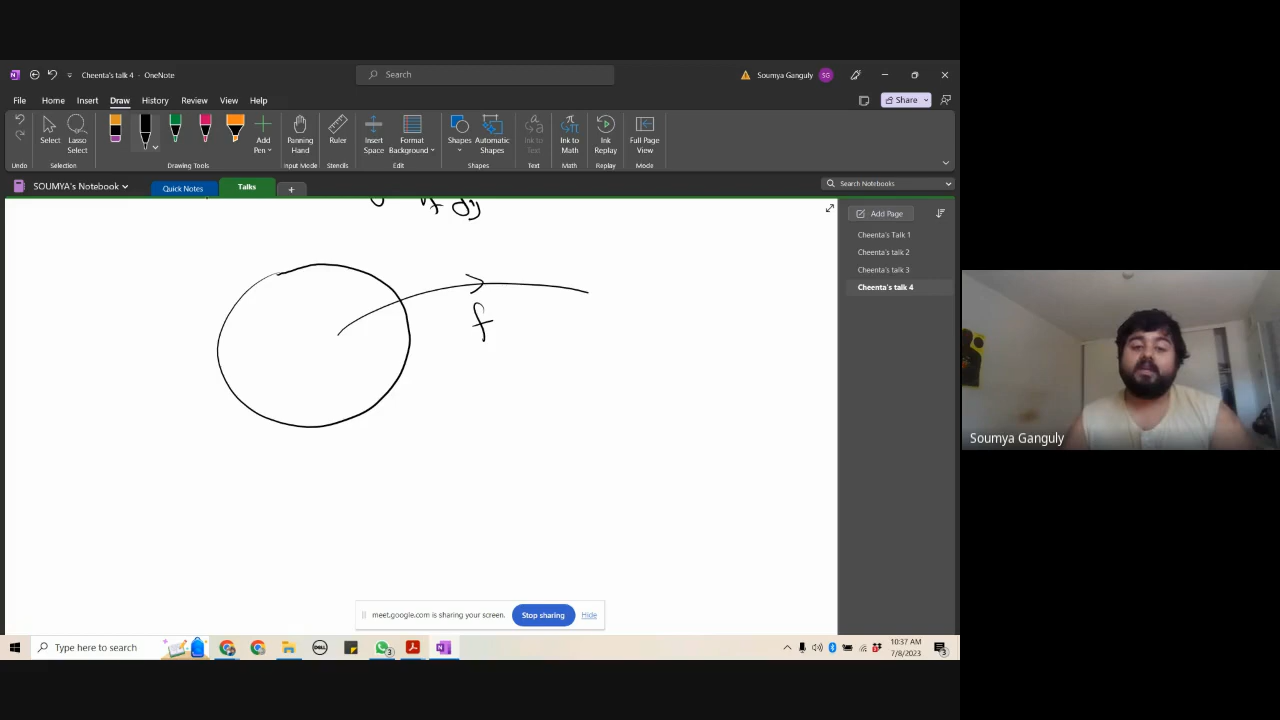 Cheenta's talk 4 - OneNote
Search
Soumya Ganguly SG
File Home Insert Draw History Review View Help
Share
Undo
Select Lasso Select
Selection
Add Pen
Drawing Tools
Panning Hand
Input Mode
Ruler
Stencils
Insert Space Format Background
Edit
Shapes Automatic Shapes
Shapes
Ink to Text
Text
Ink to Math
Math
Ink Replay
Replay
Full Page View
Mode
SOUMYA's Notebook
Quick Notes
Talks
+
Search Notebooks
Add Page
Cheenta's Talk 1
Cheenta's talk 2
Cheenta's talk 3
Cheenta's talk 4
dy
f
Soumya Ganguly
meet.google.com is sharing your screen. Stop sharing Hide
Type here to search
DELL
3
10:37 AM
7/8/2023
3